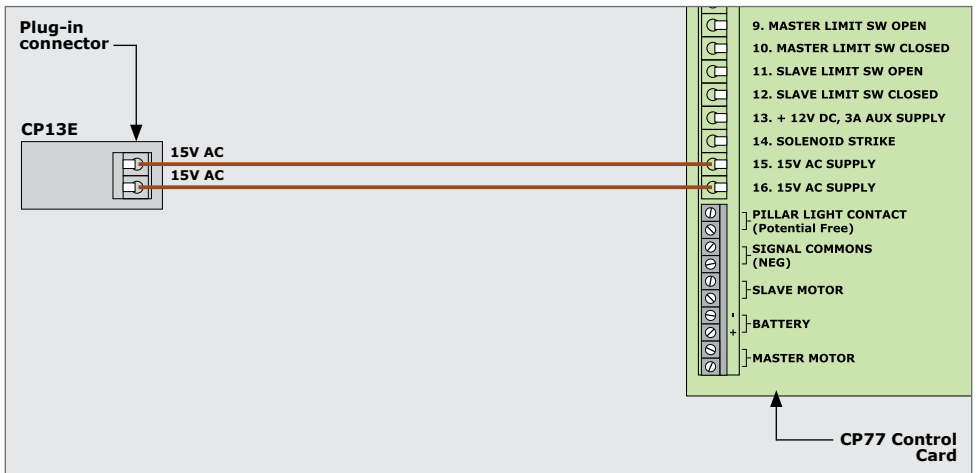 Plug-in
connector
CP13E
15V AC
15V AC
9. MASTER LIMIT SW OPEN
10. MASTER LIMIT SW CLOSED
11. SLAVE LIMIT SW OPEN
12. SLAVE LIMIT SW CLOSED
13. + 12V DC, 3A AUX SUPPLY
14. SOLENOID STRIKE
15. 15V AC SUPPLY
16. 15V AC SUPPLY
PILLAR LIGHT CONTACT
(Potential Free)
SIGNAL COMMONS
(NEG)
SLAVE MOTOR
-
BATTERY
+
MASTER MOTOR
CP77 Control
Card